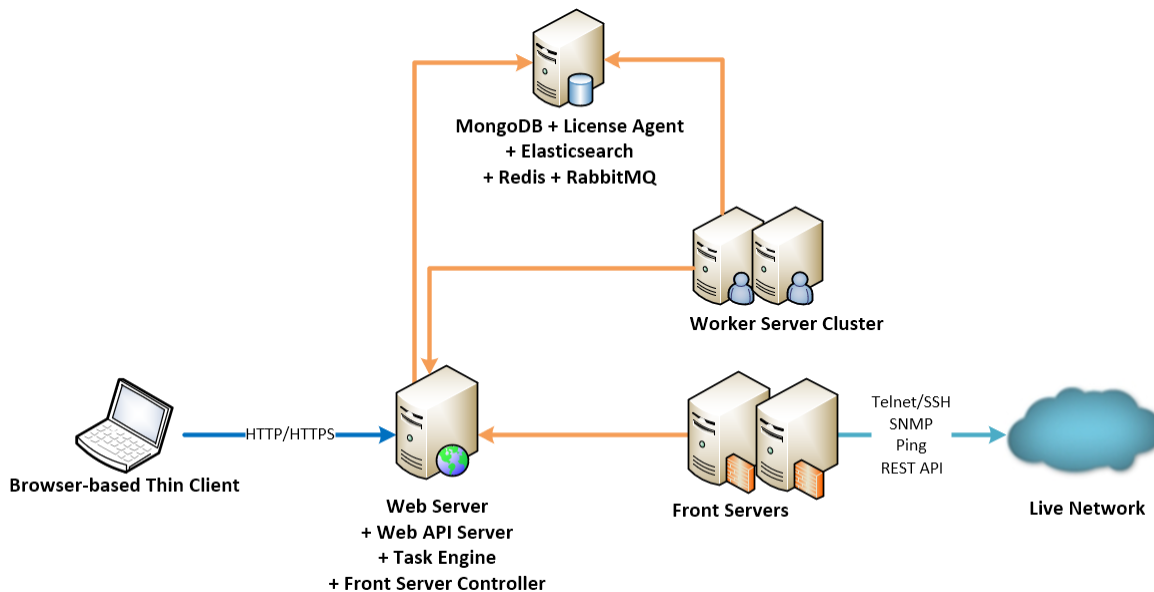 MongoDB + License Agent
+ Elasticsearch
+ Redis + RabbitMQ
Worker Server Cluster
HTTP/HTTPS
Browser-based Thin Client
Web Server
+ Web API Server
+ Task Engine
+ Front Server Controller
Front Servers
Telnet/SSH
SNMP
Ping
REST API
Live Network